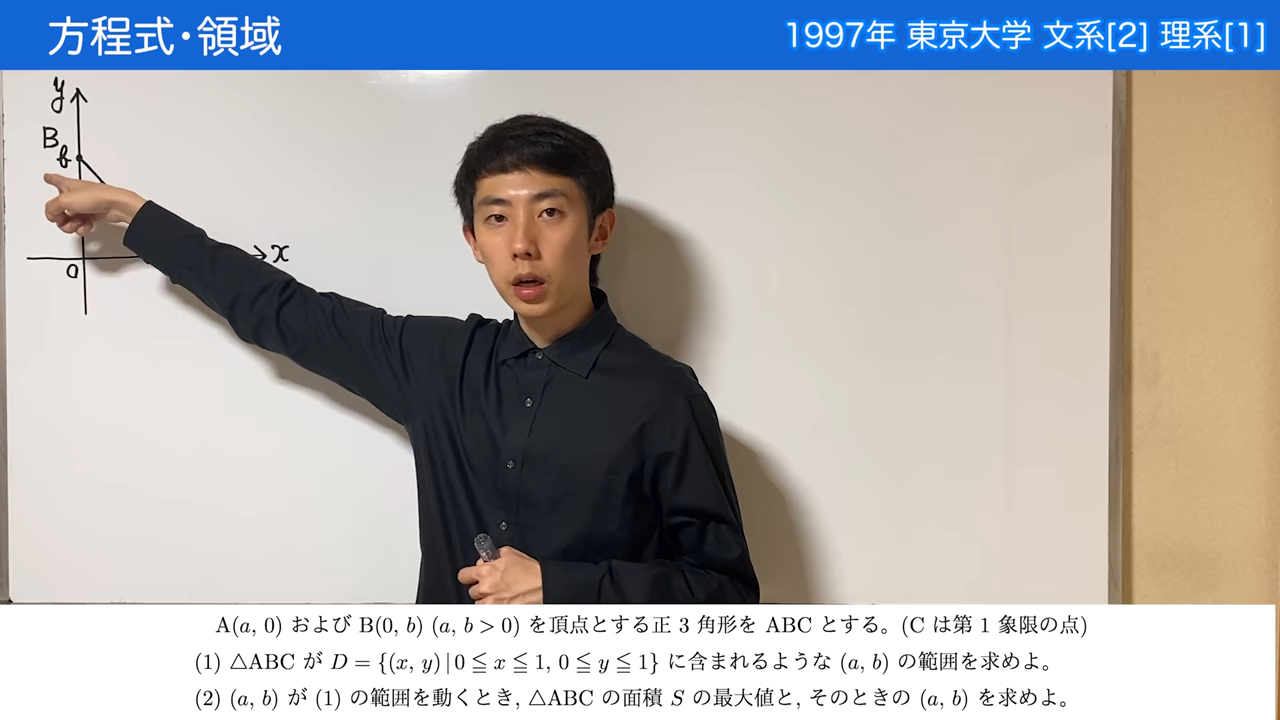 方程式・領域
1997年 東京大学 文系[2] 理系[1]
y
B
b
x
O
A(a, 0) および B(0, b) (a, b > 0) を頂点とする正 3 角形を ABC とする。(C は第 1 象限の点)
(1) △ABC が D = {(x, y) | 0 ≦ x ≦ 1, 0 ≦ y ≦ 1} に含まれるような (a, b) の範囲を求めよ。
(2) (a, b) が (1) の範囲を動くとき, △ABC の面積 S の最大値と, そのときの (a, b) を求めよ。